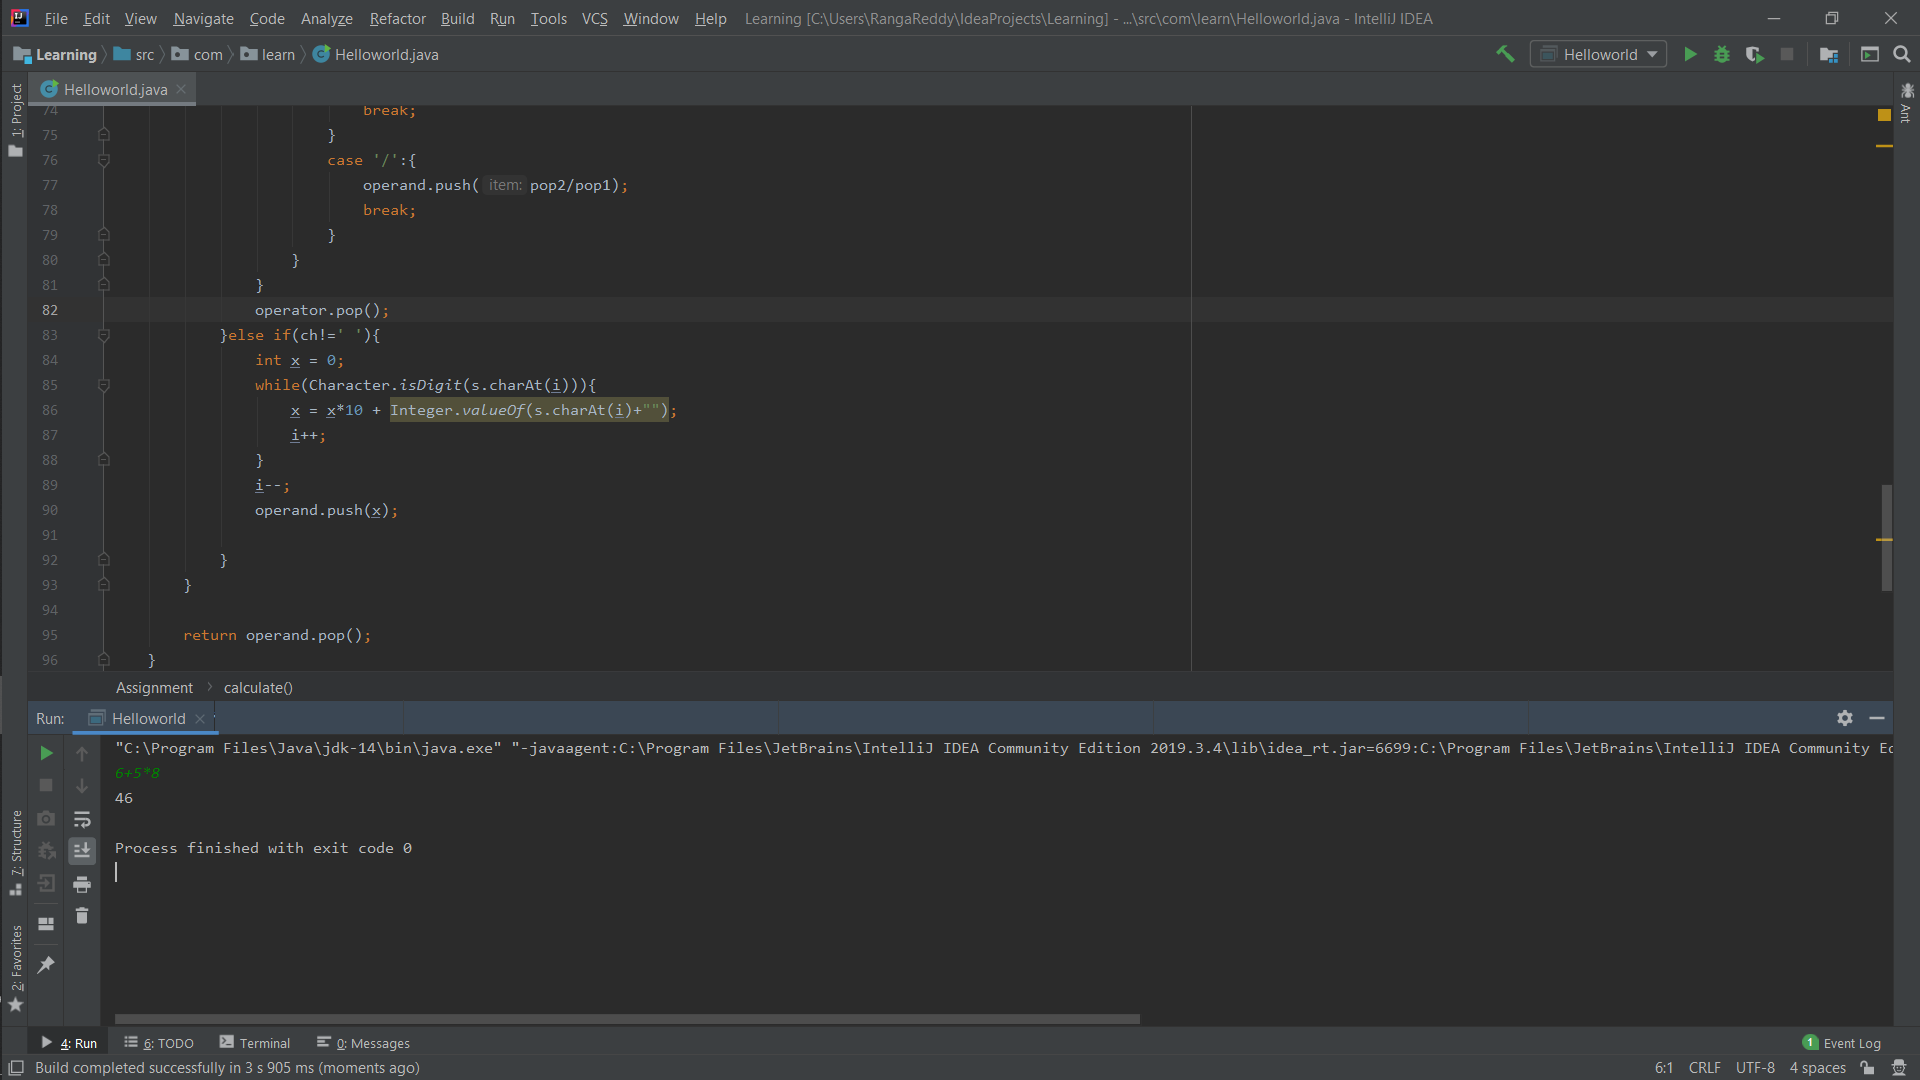 File Edit View Navigate Code Analyze Refactor Build Run Tools VCS Window Help Learning [C:\Users\RangaReddy\IdeaProjects\Learning] - ...\src\com\learn\Helloworld.java - IntelliJ IDEA
Learning src com learn Helloworld.java Helloworld
Helloworld.java
1: Project
Ant
74 break;
75 }
76 case '/':{
77 operand.push( item: pop2/pop1);
78 break;
79 }
80 }
81 }
82 operator.pop();
83 }else if(ch!=' '){
84 int x = 0;
85 while(Character.isDigit(s.charAt(i))){
86 x = x*10 + Integer.valueOf(s.charAt(i)+"");
87 i++;
88 }
89 i--;
90 operand.push(x);
91
92 }
93 }
94
95 return operand.pop();
96 }
Assignment calculate()
Run: Helloworld
"C:\Program Files\Java\jdk-14\bin\java.exe" "-javaagent:C:\Program Files\JetBrains\IntelliJ IDEA Community Edition 2019.3.4\lib\idea_rt.jar=6699:C:\Program Files\JetBrains\IntelliJ IDEA Community Ed
6+5*8
46
Process finished with exit code 0
7: Structure
2: Favorites
4: Run 6: TODO Terminal 0: Messages 1 Event Log
Build completed successfully in 3 s 905 ms (moments ago) 6:1 CRLF UTF-8 4 spaces